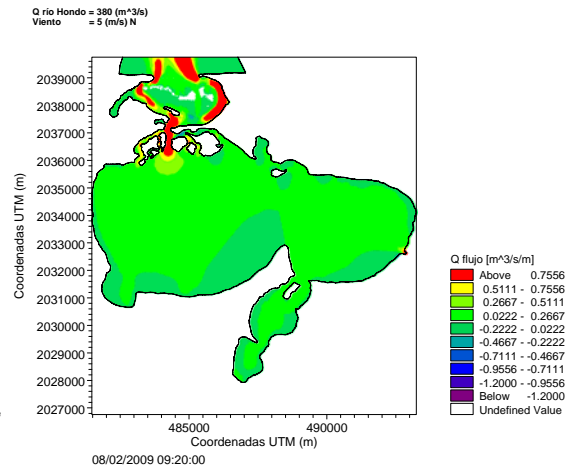 Q río Hondo = 380 (m^3/s)
Viento = 5 (m/s) N
2039000
2038000
2037000
2036000
2035000
2034000
2033000
2032000
2031000
2030000
2029000
2028000
2027000
Coordenadas UTM (m)
485000
490000
Coordenadas UTM (m)
08/02/2009 09:20:00
Q flujo [m^3/s/m]
Above 0.7556
0.5111 - 0.7556
0.2667 - 0.5111
0.0222 - 0.2667
-0.2222 - 0.0222
-0.4667 - -0.2222
-0.7111 - -0.4667
-0.9556 - -0.7111
-1.2000 - -0.9556
Below -1.2000
Undefined Value